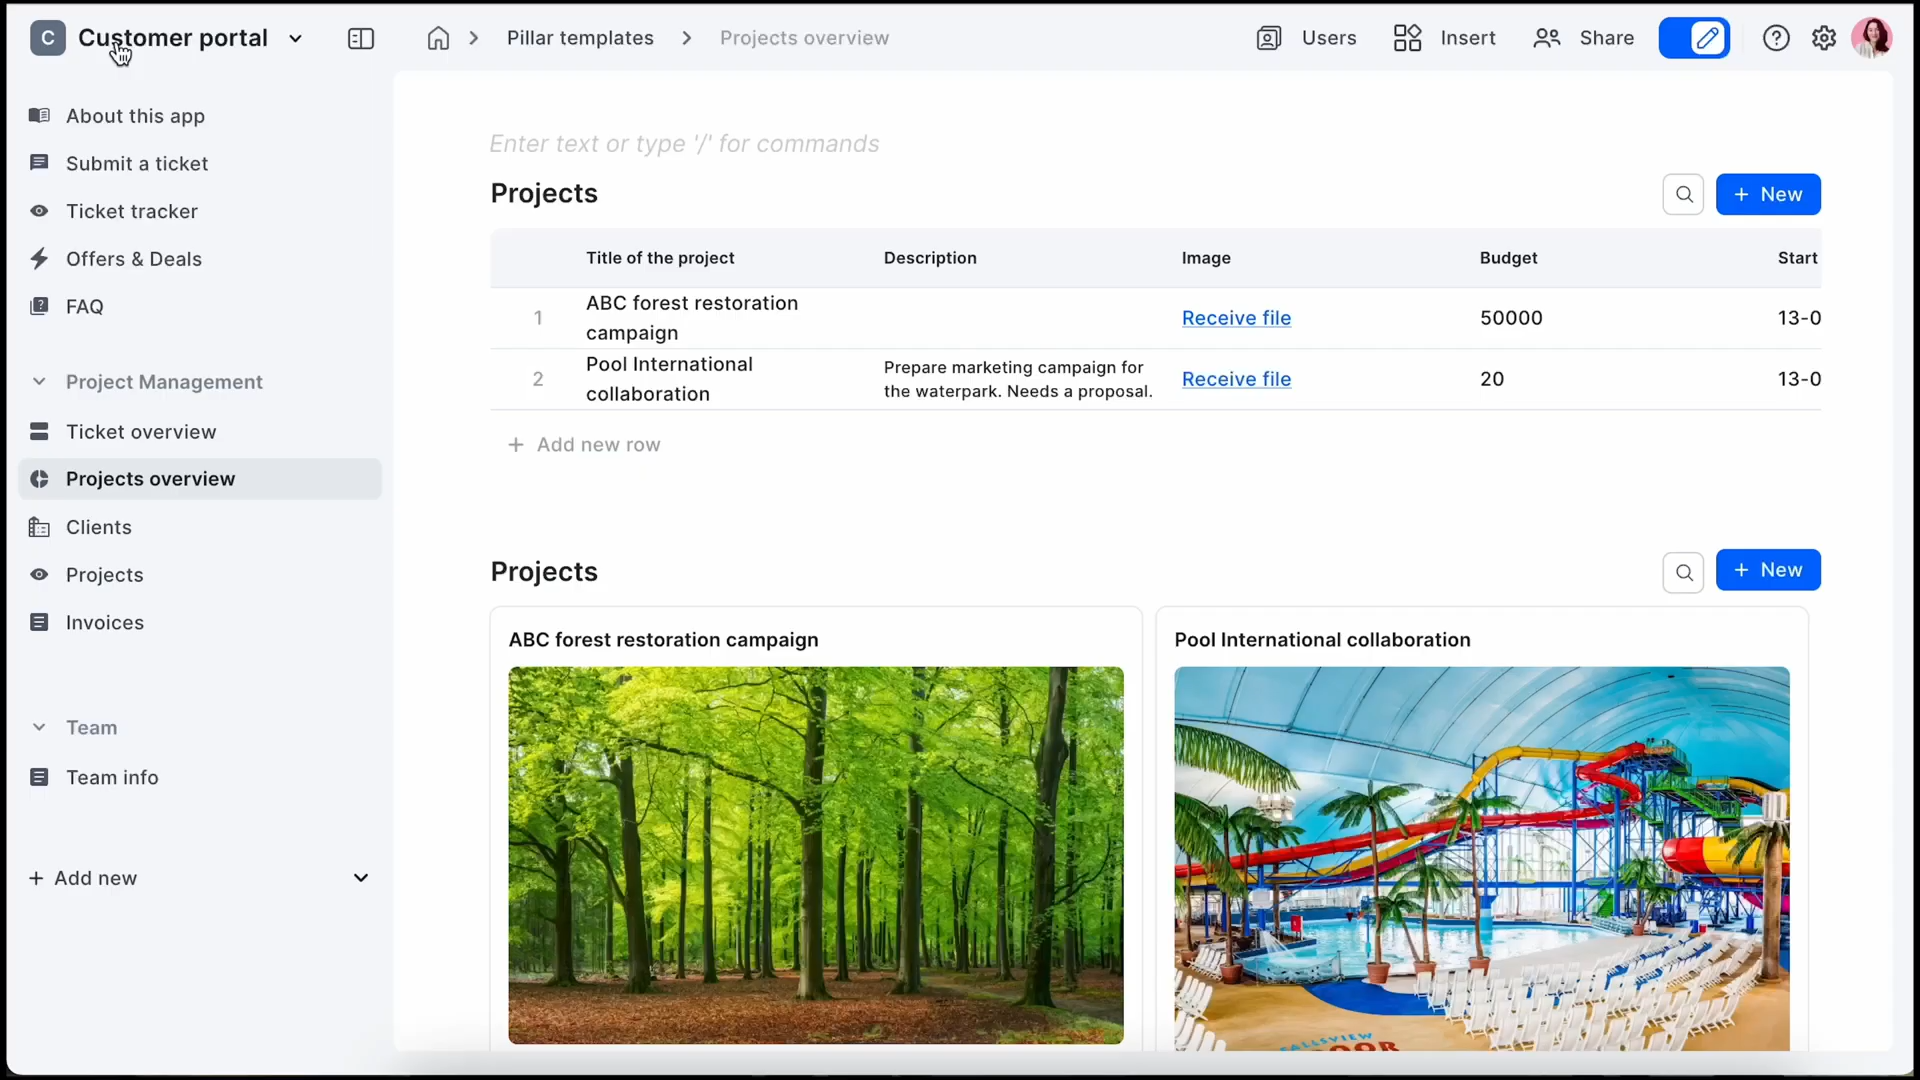 C Customer portal
Pillar templates
Projects overview
Users
Insert
Share
About this app
Submit a ticket
Ticket tracker
Offers & Deals
FAQ
Project Management
Ticket overview
Projects overview
Clients
Projects
Invoices
Team
Team info
+ Add new
Enter text or type '/' for commands
Projects
+ New
Title of the project Description Image Budget Start
1 ABC forest restoration campaign Receive file 50000 13-0
2 Pool International collaboration Prepare marketing campaign for the waterpark. Needs a proposal. Receive file 20 13-0
+ Add new row
Projects
+ New
ABC forest restoration campaign
Pool International collaboration
FALLSVIEW